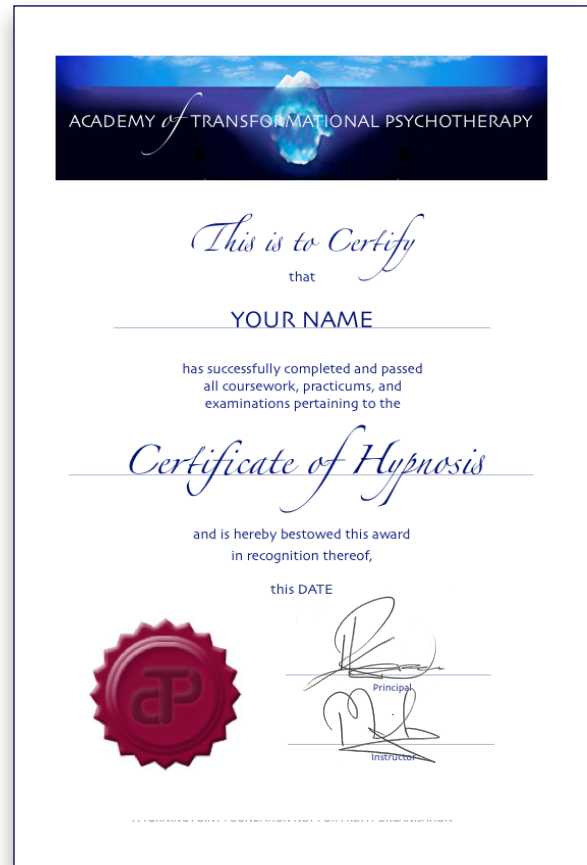 ACADEMY of TRANSFORMATIONAL PSYCHOTHERAPY
This is to Certify
that
YOUR NAME
has successfully completed and passed
all coursework, practicums, and
examinations pertaining to the
Certificate of Hypnosis
and is hereby bestowed this award
in recognition thereof,
this DATE
Principal
Instructor